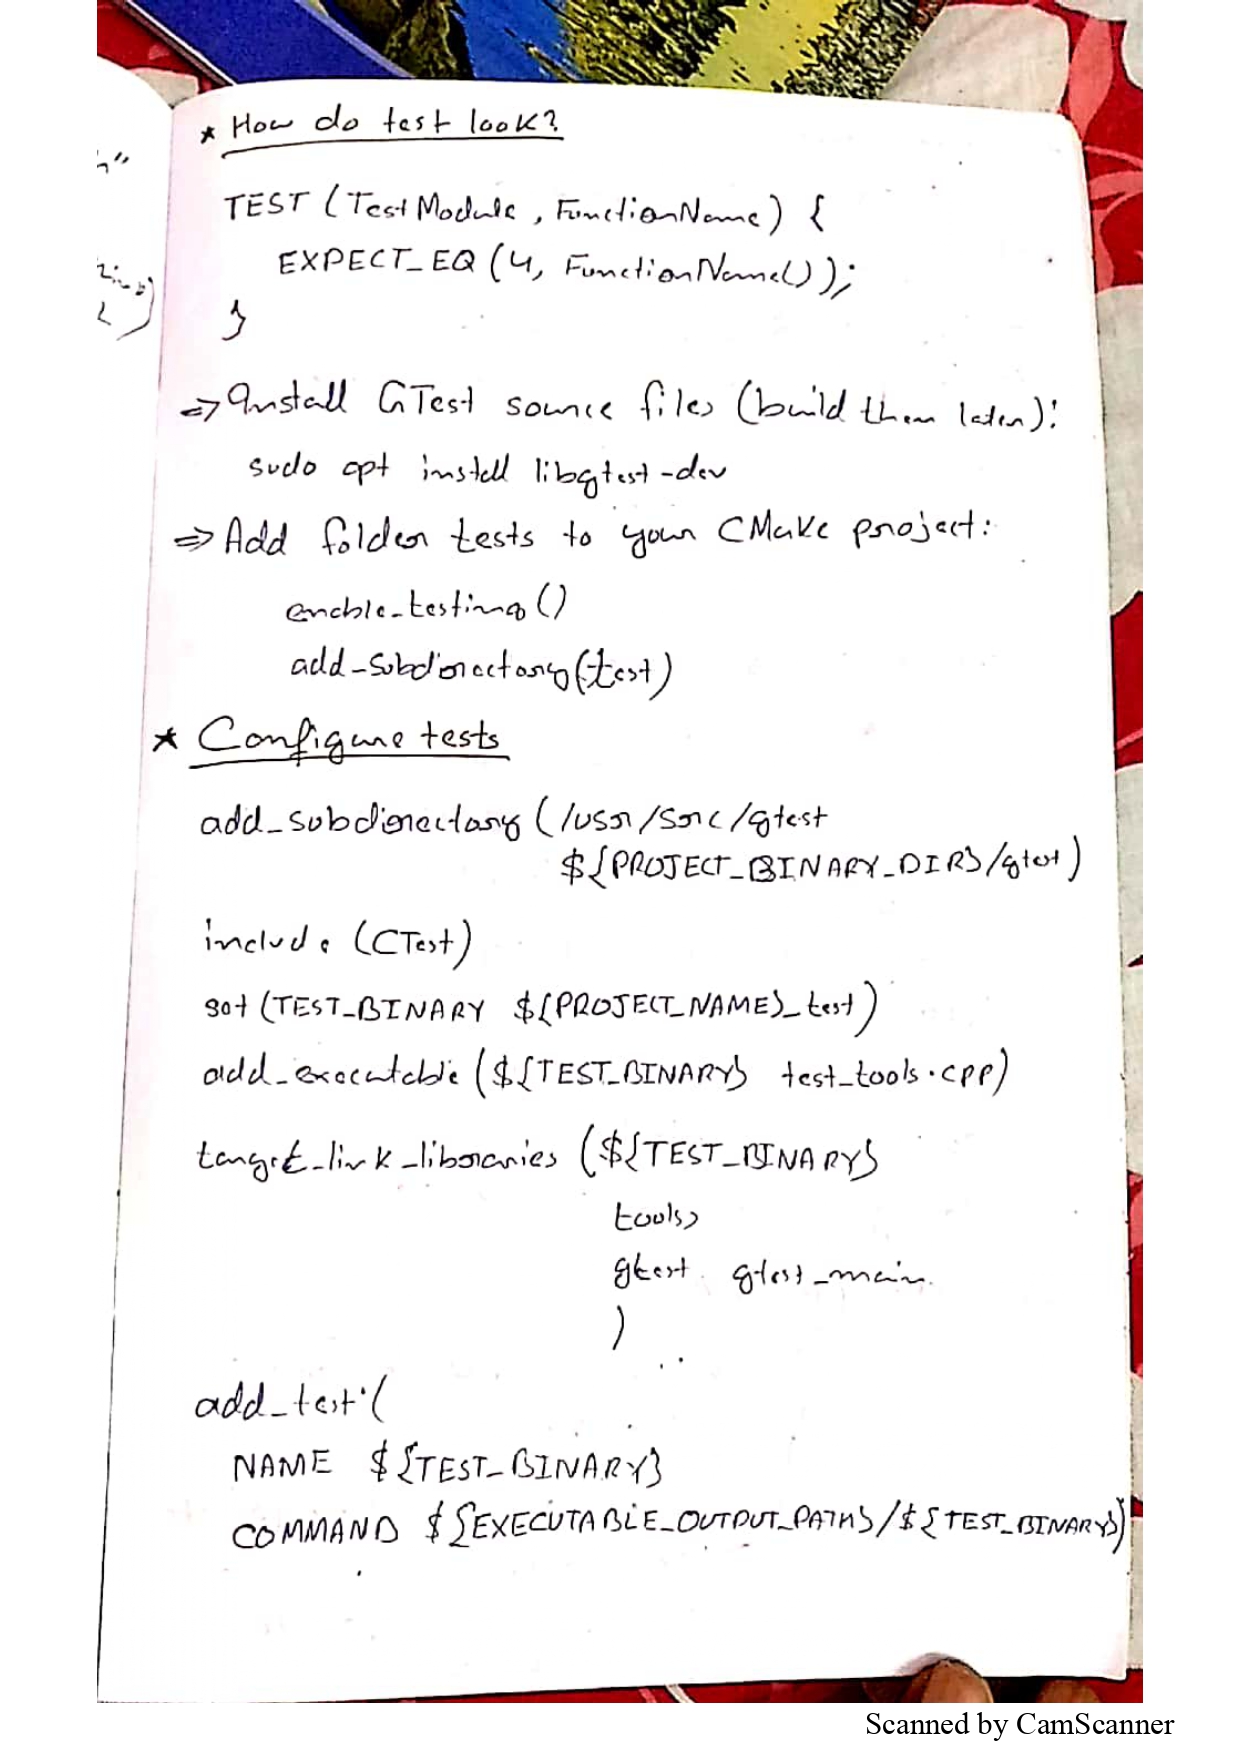 * How do test look?
TEST (TestModule, FunctionName) {
EXPECT_EQ (4, FunctionName());
}
=> Install GTest source files (build them later):
sudo apt install libgtest-dev
=> Add folder tests to your CMake project:
enable_testing()
add_subdirectory(test)
* Configure tests
add_subdirectory (/usr/src/gtest
${PROJECT_BINARY_DIR}/gtest)
include (CTest)
set (TEST_BINARY ${PROJECT_NAME}_test)
add_executable (${TEST_BINARY} test_tools.cpp)
target_link_libraries (${TEST_BINARY}
tools,
gtest gtest_main
)
add_test (
NAME ${TEST_BINARY}
COMMAND ${EXECUTABLE_OUTPUT_PATH}/${TEST_BINARY})
Scanned by CamScanner